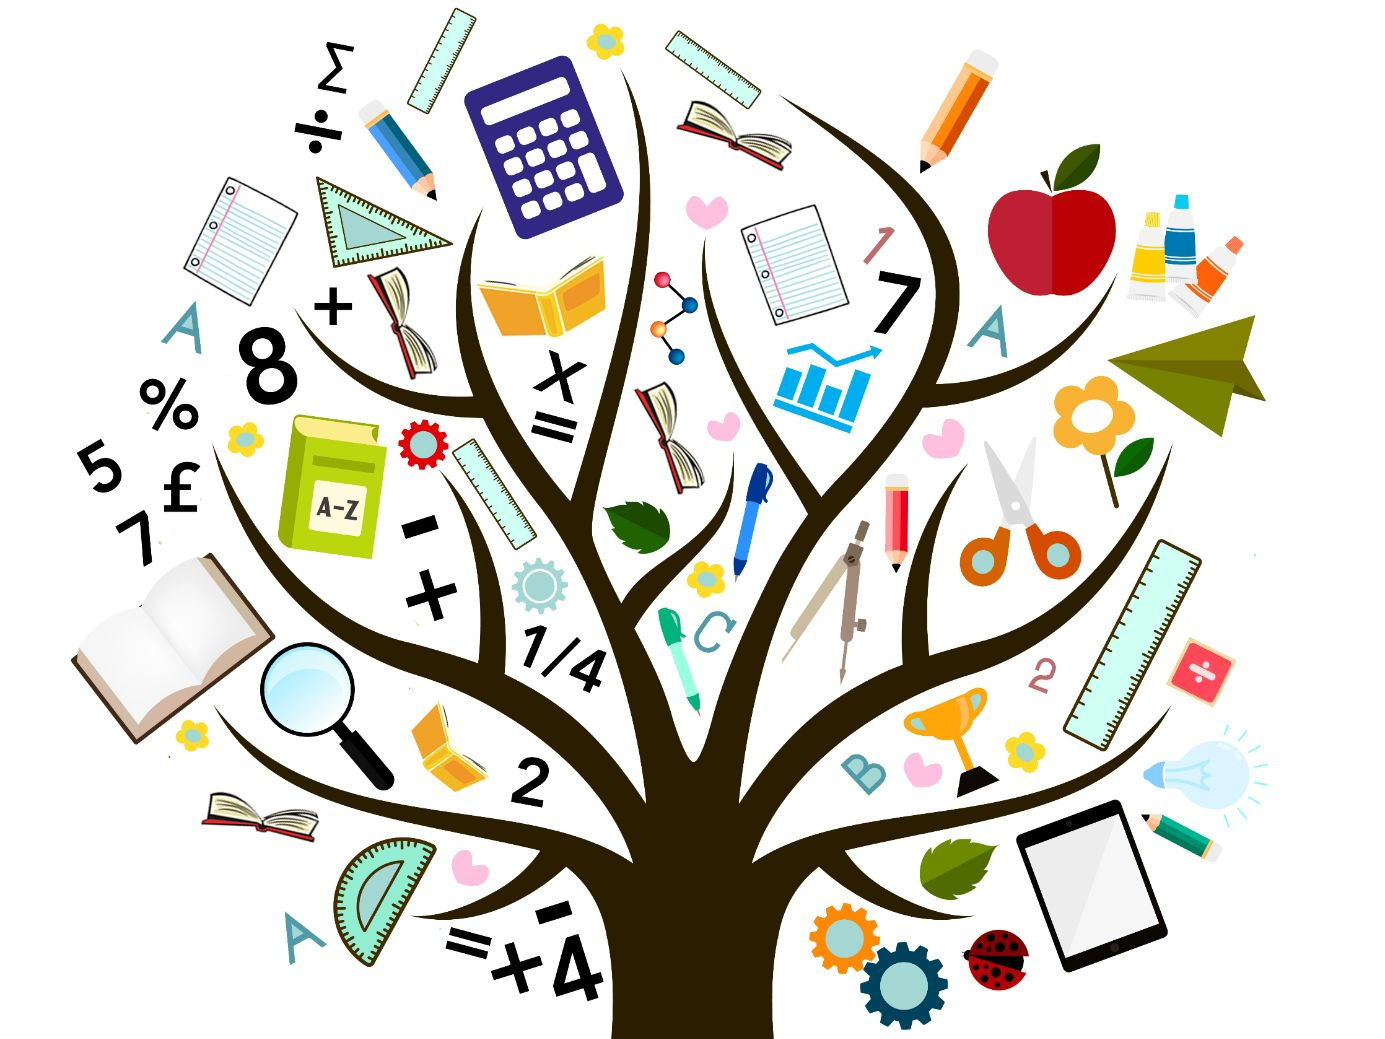 Σ
÷
1
7
+
A
A
8
X
%
=
5
A-Z
£
7
-
+
1/4
C
2
÷
B
2
A
-
=
+
4